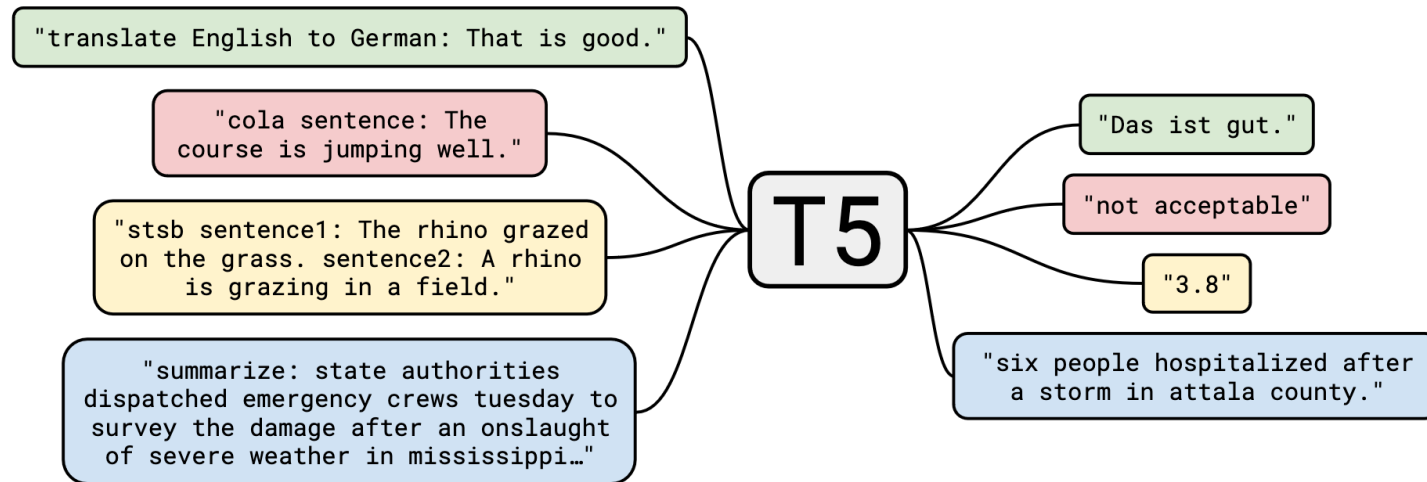 "translate English to German: That is good."
"cola sentence: The
course is jumping well."
"stsb sentence1: The rhino grazed
on the grass. sentence2: A rhino
is grazing in a field."
"summarize: state authorities
dispatched emergency crews tuesday to
survey the damage after an onslaught
of severe weather in mississippi…"
T5
"Das ist gut."
"not acceptable"
"3.8"
"six people hospitalized after
a storm in attala county."